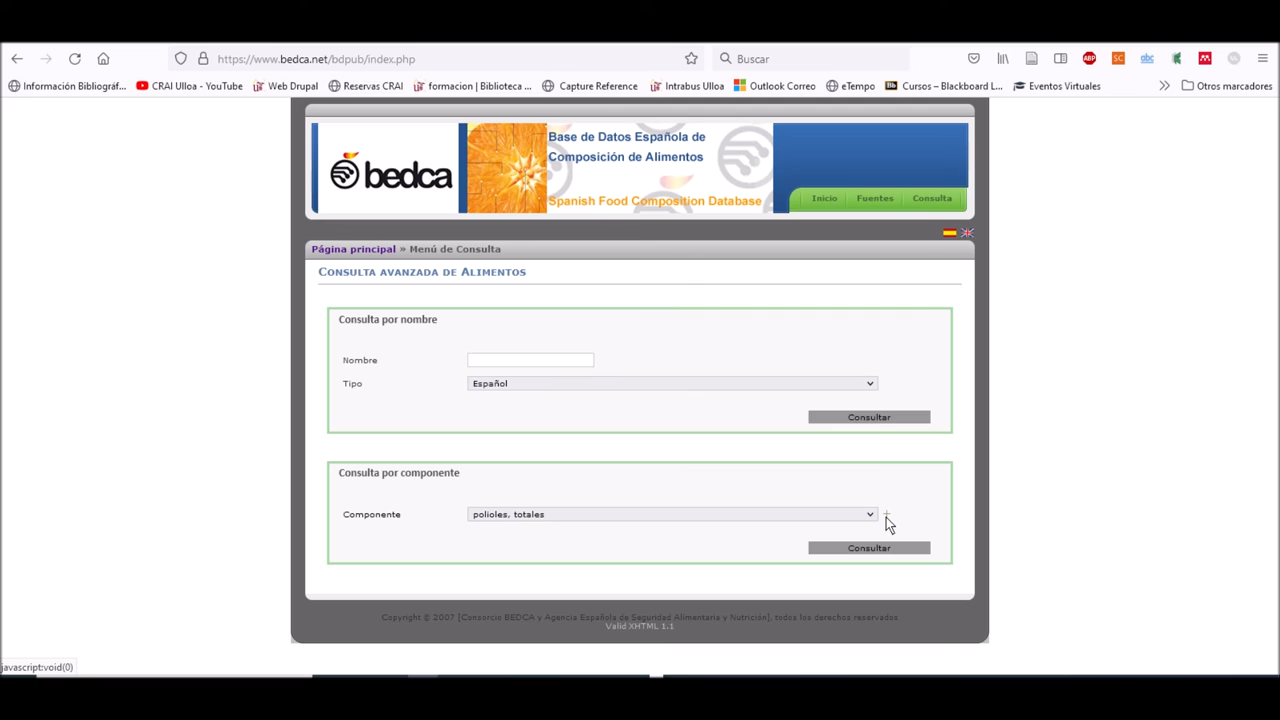 https://www.bedca.net/bdpub/index.php
Buscar
Información Bibliográf...
CRAI Ulloa - YouTube
Web Drupal
Reservas CRAI
formacion | Biblioteca ...
Capture Reference
Intrabus Ulloa
Outlook Correo
eTempo
Cursos – Blackboard L...
Eventos Virtuales
Otros marcadores
bedca
Base de Datos Española de
Composición de Alimentos
Spanish Food Composition Database
Inicio Fuentes Consulta
Página principal » Menú de Consulta
Consulta avanzada de Alimentos
Consulta por nombre
Nombre
Tipo Español
Consultar
Consulta por componente
Componente polioles, totales +
Consultar
Copyright © 2007 [Consorcio BEDCA y Agencia Española de Seguridad Alimentaria y Nutrición], todos los derechos reservados
Valid XHTML 1.1
javascript:void(0)